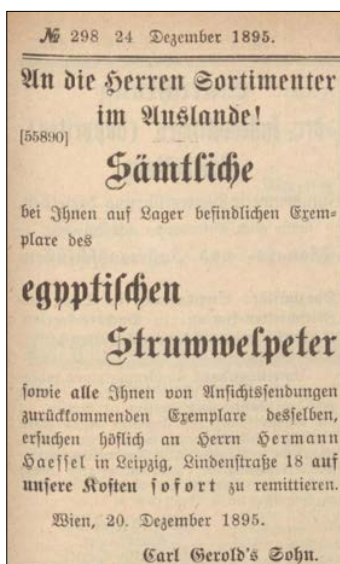 № 298 24 Dezember 1895.
An die Herren Sortimenter
im Auslande!
[55890]
Sämtliche
bei Ihnen auf Lager befindlichen Exem-
plare des
egyptischen
Struwwelpeter
sowie alle Ihnen von Ansichtssendungen
zurückkommenden Exemplare desselben,
ersuchen höflich an Herrn Hermann
Haessel in Leipzig, Lindenstraße 18 auf
unsere Kosten sofort zu remittieren.
Wien, 20. Dezember 1895.
Carl Gerold's Sohn.